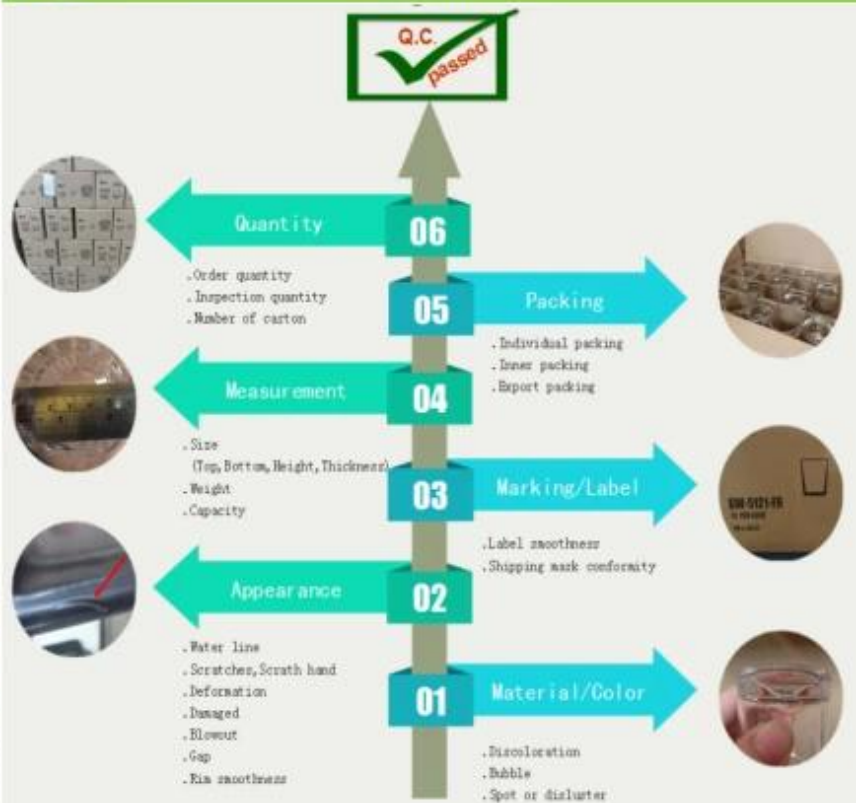 Q.C.
passed
06
Quantity
.Order quantity
.Inspection quantity
.Number of carton
05
Packing
.Individual packing
.Inner packing
.Export packing
04
Measurement
.Size
(Top,Bottom,Height,Thickness)
.Weight
.Capacity
03
Marking/Label
.Label smoothness
.Shipping mark conformity
02
Appearance
.Water line
.Scratches,Scrath hand
.Deformation
.Damaged
.Blowout
.Gap
.Rim smoothness
01
Material/Color
.Discoloration
.Bubble
.Spot or disluster